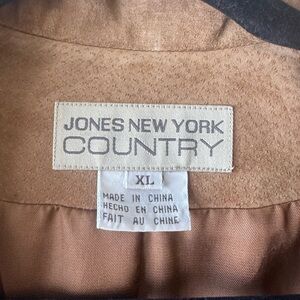 JONES NEW YORK
COUNTRY
XL
MADE IN CHINA
HECHO EN CHINA
FAIT AU CHINE